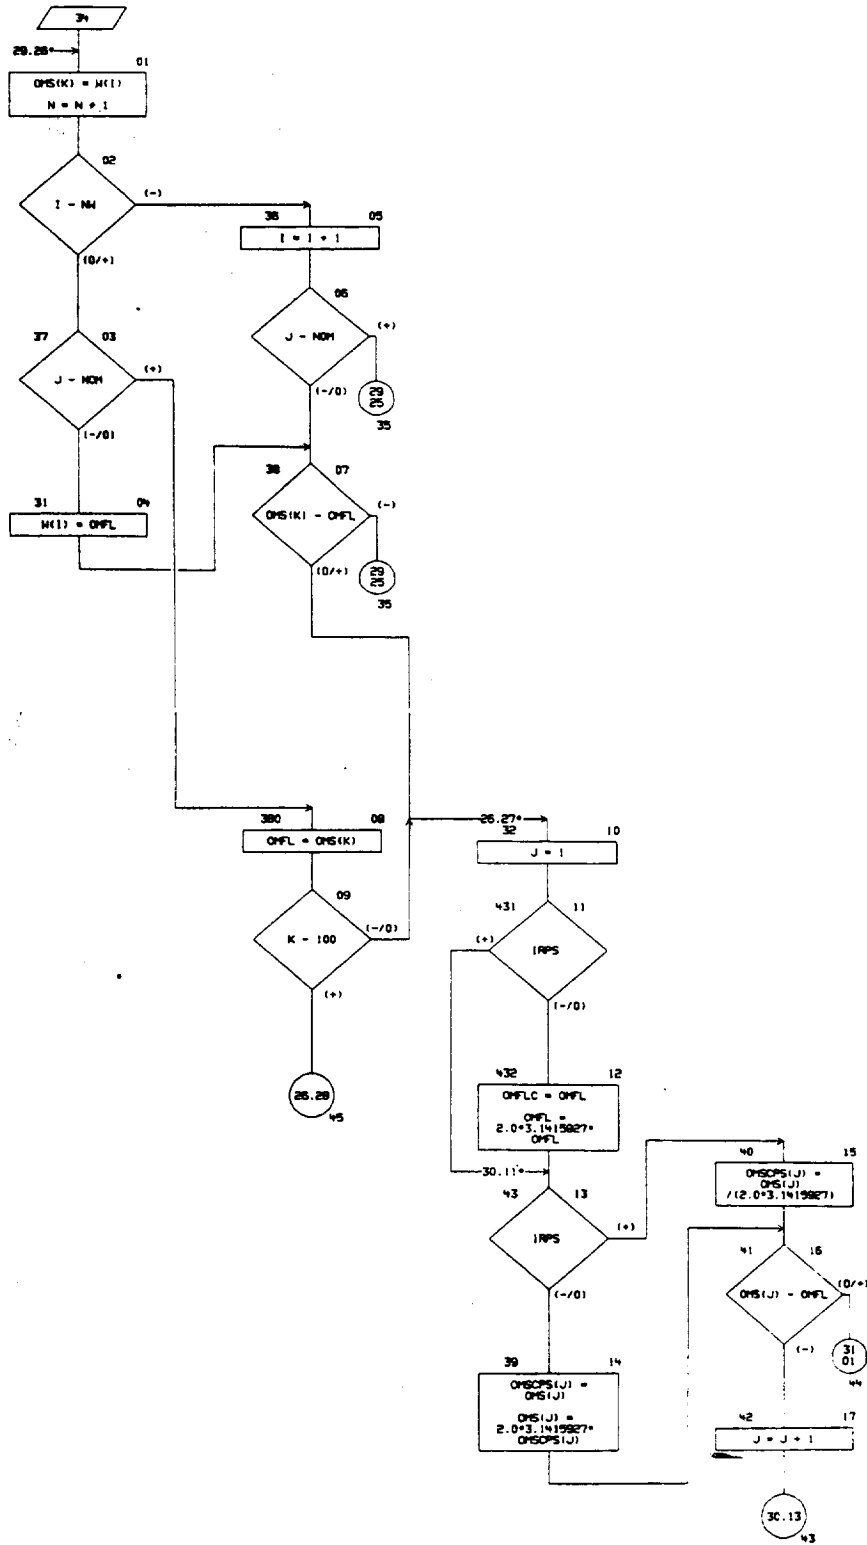 34
29.26*
01
OMS(K) = W(I)
N = N + 1
02
I - NW
(-)
(0/+)
36
05
I = I + 1
37
03
J - NOM
(+)
(-/0)
06
J - NOM
(+)
(-/0)
29
25
35
31
04
W(I) = OMFL
38
07
OMS(K) - OMFL
(-)
(0/+)
29
25
35
380
08
OMFL = OMS(K)
09
K - 100
(-/0)
(+)
26.28
45
26.27*
32
10
J = 1
431
11
(+)
IRPS
(-/0)
432
12
OMFLC = OMFL
OMFL =
2.0*3.1415927*
OMFL
30.11*
43
13
IRPS
(+)
(-/0)
40
15
OMSCPS(J) =
OMS(J)
/(2.0*3.1415927)
41
16
OMS(J) - OMFL
(0/+)
(-)
31
01
44
39
14
OMSCPS(J) =
OMS(J)
OMS(J) =
2.0*3.1415927*
OMSCPS(J)
42
17
J = J + 1
30.13
43